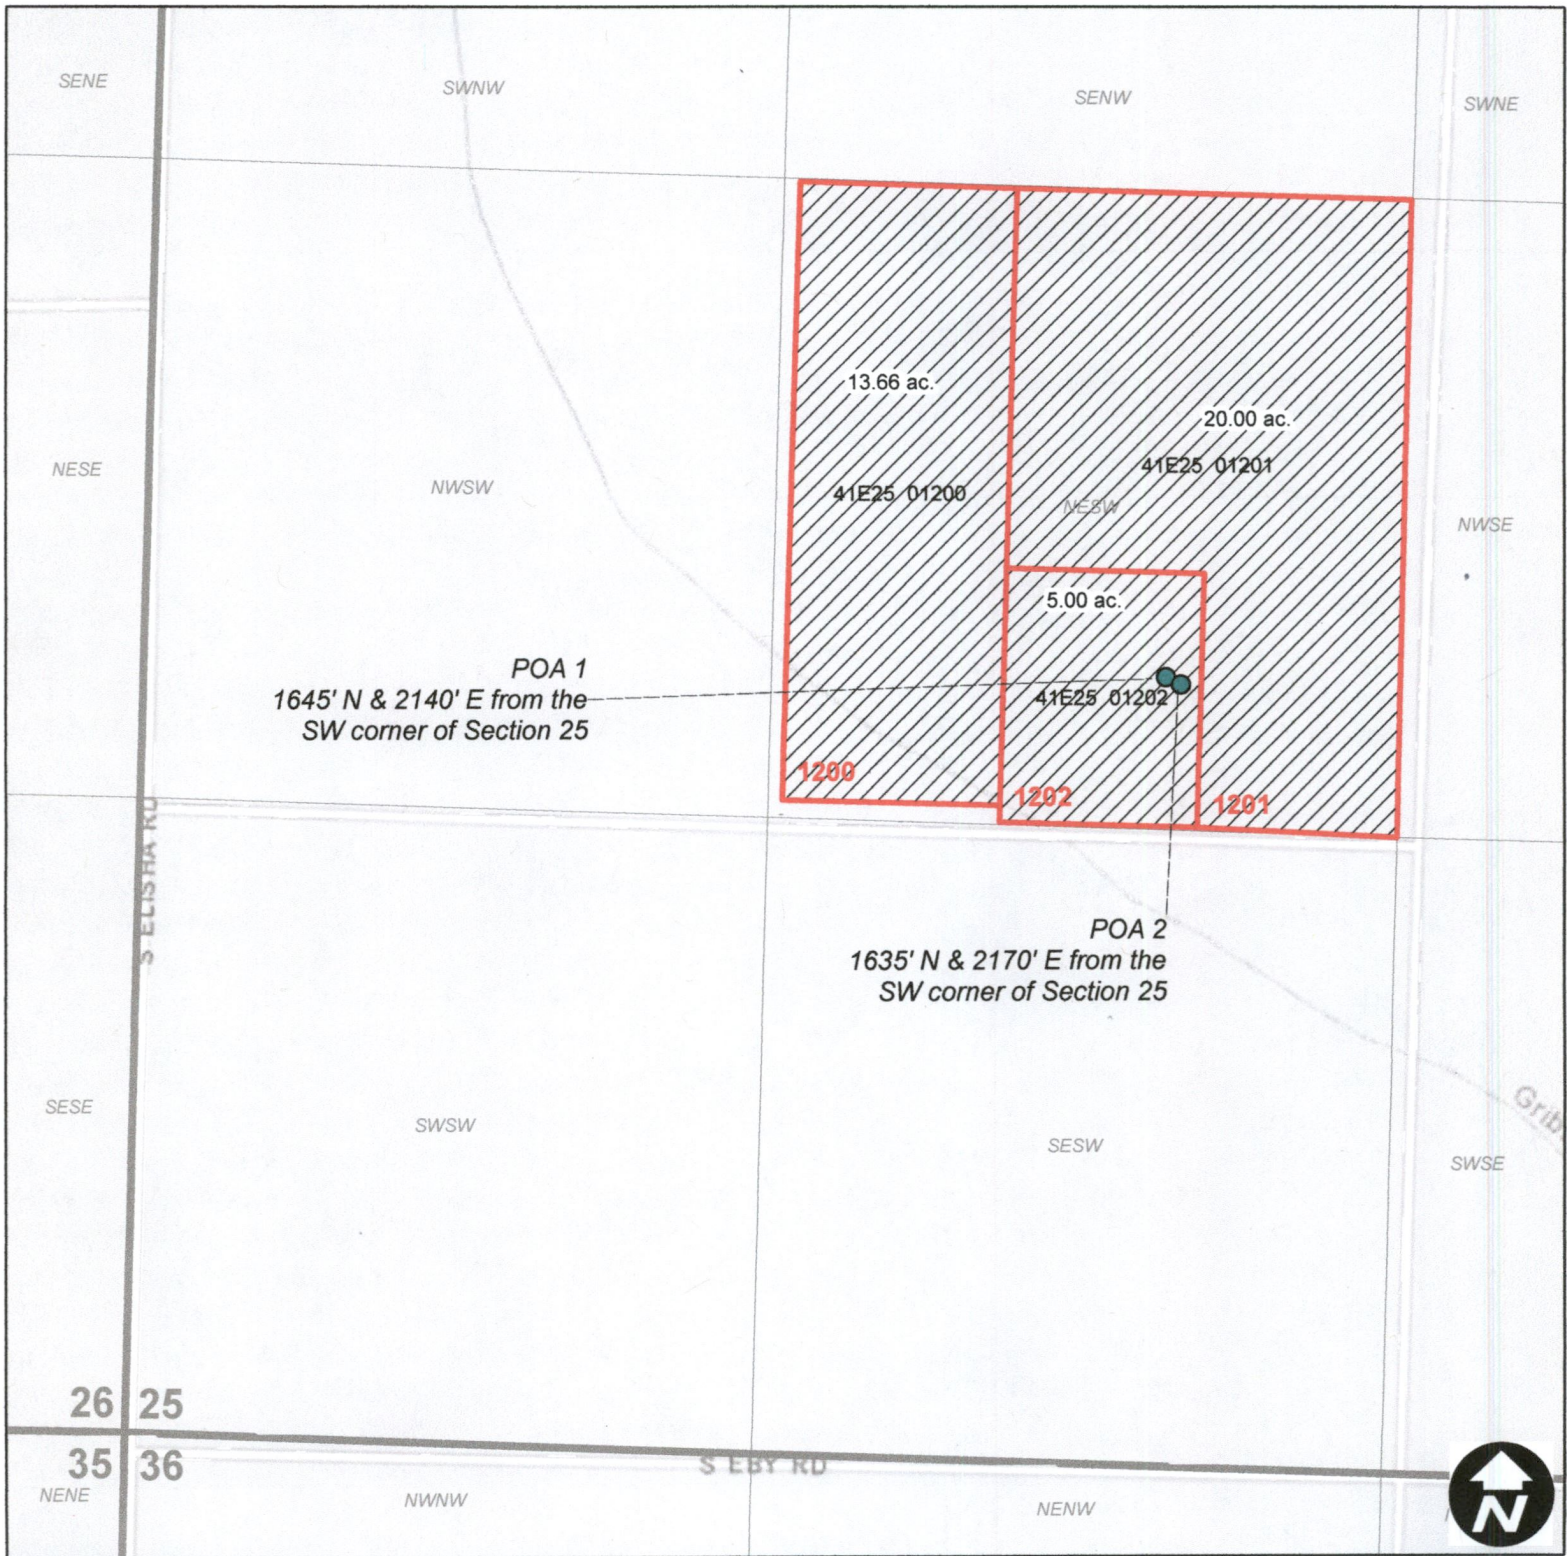 SENE
SWNW
SENW
SWNE
13.66 ac.
20.00 ac.
41E25 01201
NESE
NWSW
41E25 01200
NESW
NWSE
5.00 ac.
POA 1
1645' N & 2140' E from the
SW corner of Section 25
41E25 01202
1200
1202
1201
S ELISHA RD
POA 2
1635' N & 2170' E from the
SW corner of Section 25
SESE
SWSW
SESW
Grib
SWSE
26 25
35 36
S EBY RD
NENE
NWNW
NENW
N